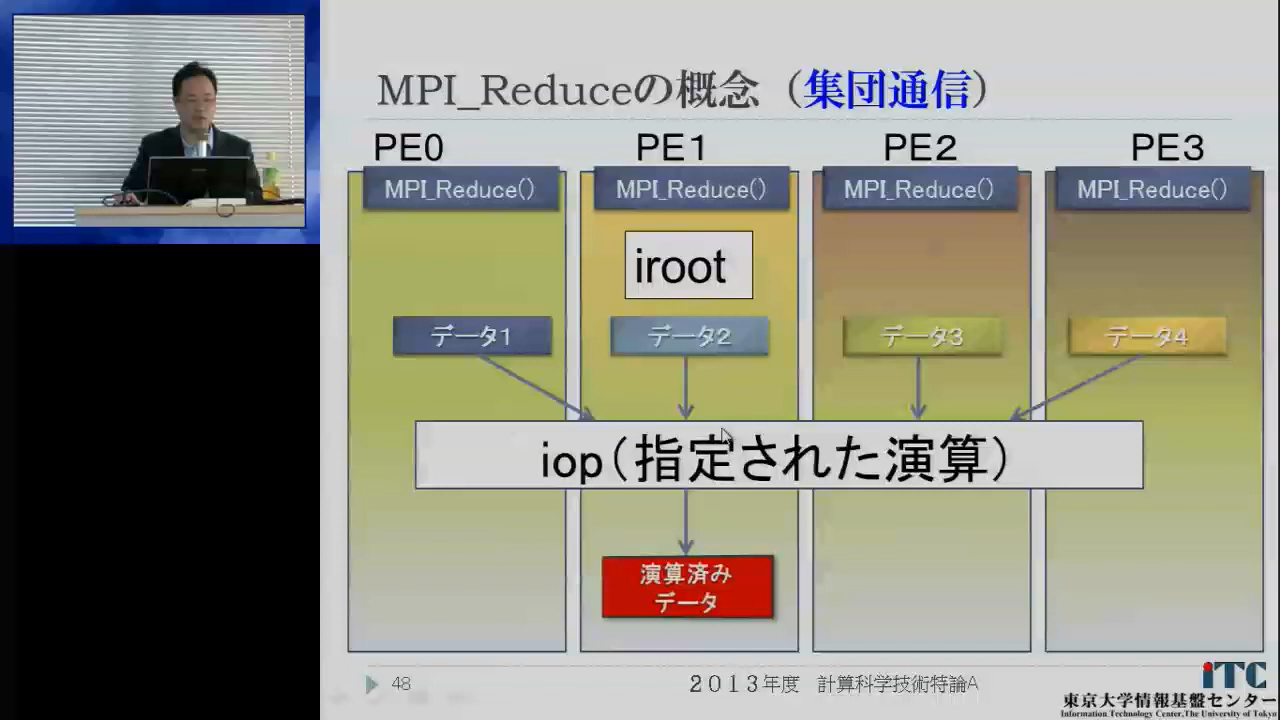 MPI_Reduceの概念（集団通信）
PE0 PE1 PE2 PE3
MPI_Reduce() MPI_Reduce() MPI_Reduce() MPI_Reduce()
iroot
データ1 データ2 データ3 データ4
iop（指定された演算）
演算済み
データ
48 ２０１３年度 計算科学技術特論A
iTC
東京大学情報基盤センター
Information Technology Center, The University of Tokyo